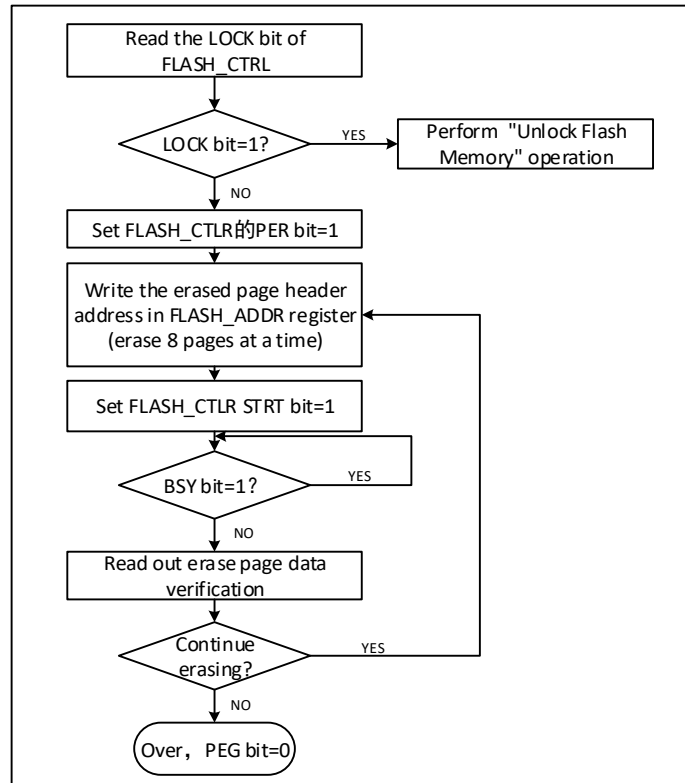 Read the LOCK bit of
FLASH_CTRL
LOCK bit=1?
YES
Perform "Unlock Flash
Memory" operation
NO
Set FLASH_CTLR的PER bit=1
Write the erased page header
address in FLASH_ADDR register
(erase 8 pages at a time)
Set FLASH_CTLR STRT bit=1
BSY bit=1?
YES
NO
Read out erase page data
verification
Continue
erasing?
YES
NO
Over，PEG bit=0